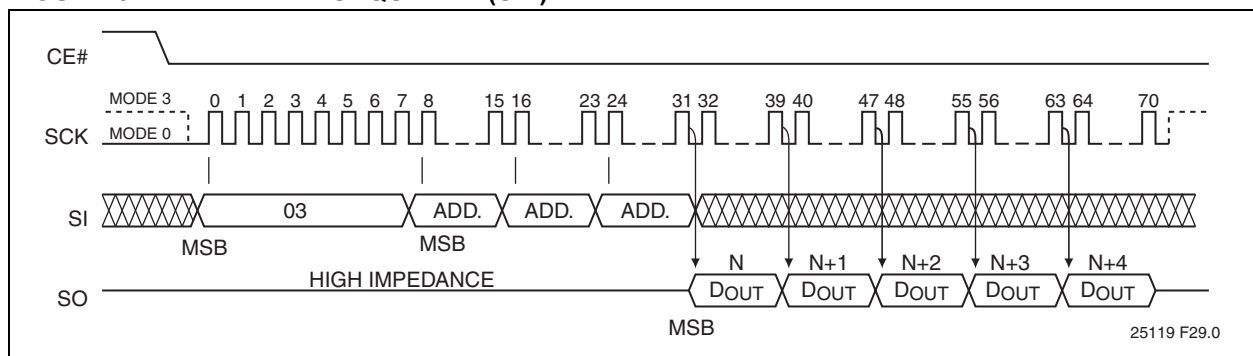 CE#
MODE 3 0 1 2 3 4 5 6 7 8 15 16 23 24 31 32 39 40 47 48 55 56 63 64 70
SCK MODE 0
SI 03 ADD. ADD. ADD.
MSB MSB
HIGH IMPEDANCE N N+1 N+2 N+3 N+4
SO DOUT DOUT DOUT DOUT DOUT
MSB
25119 F29.0